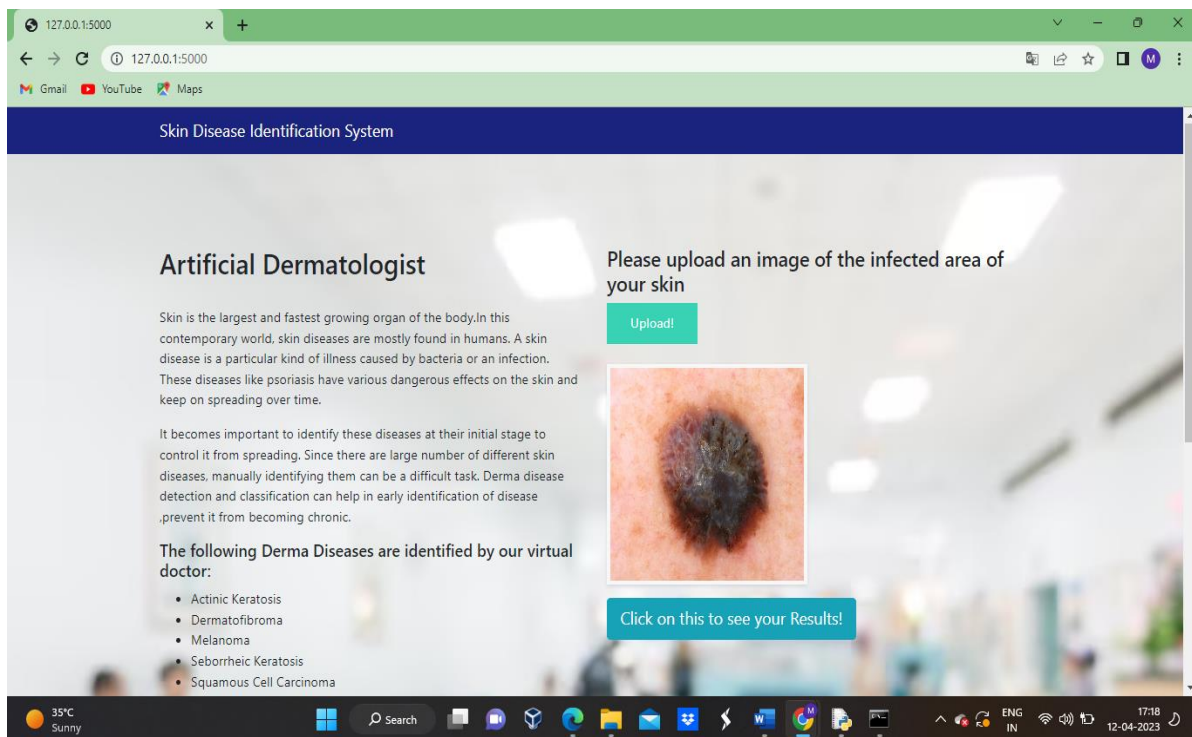 127.0.0.1:5000
127.0.0.1:5000
Gmail YouTube Maps
Skin Disease Identification System
Artificial Dermatologist
Skin is the largest and fastest growing organ of the body.In this
contemporary world, skin diseases are mostly found in humans. A skin
disease is a particular kind of illness caused by bacteria or an infection.
These diseases like psoriasis have various dangerous effects on the skin and
keep on spreading over time.
It becomes important to identify these diseases at their initial stage to
control it from spreading. Since there are large number of different skin
diseases, manually identifying them can be a difficult task. Derma disease
detection and classification can help in early identification of disease
,prevent it from becoming chronic.
The following Derma Diseases are identified by our virtual
doctor:
Actinic Keratosis
Dermatofibroma
Melanoma
Seborrheic Keratosis
Squamous Cell Carcinoma
Please upload an image of the infected area of
your skin
Upload!
Click on this to see your Results!
M
35°C
Sunny
Search
ENG
IN
17:18
12-04-2023